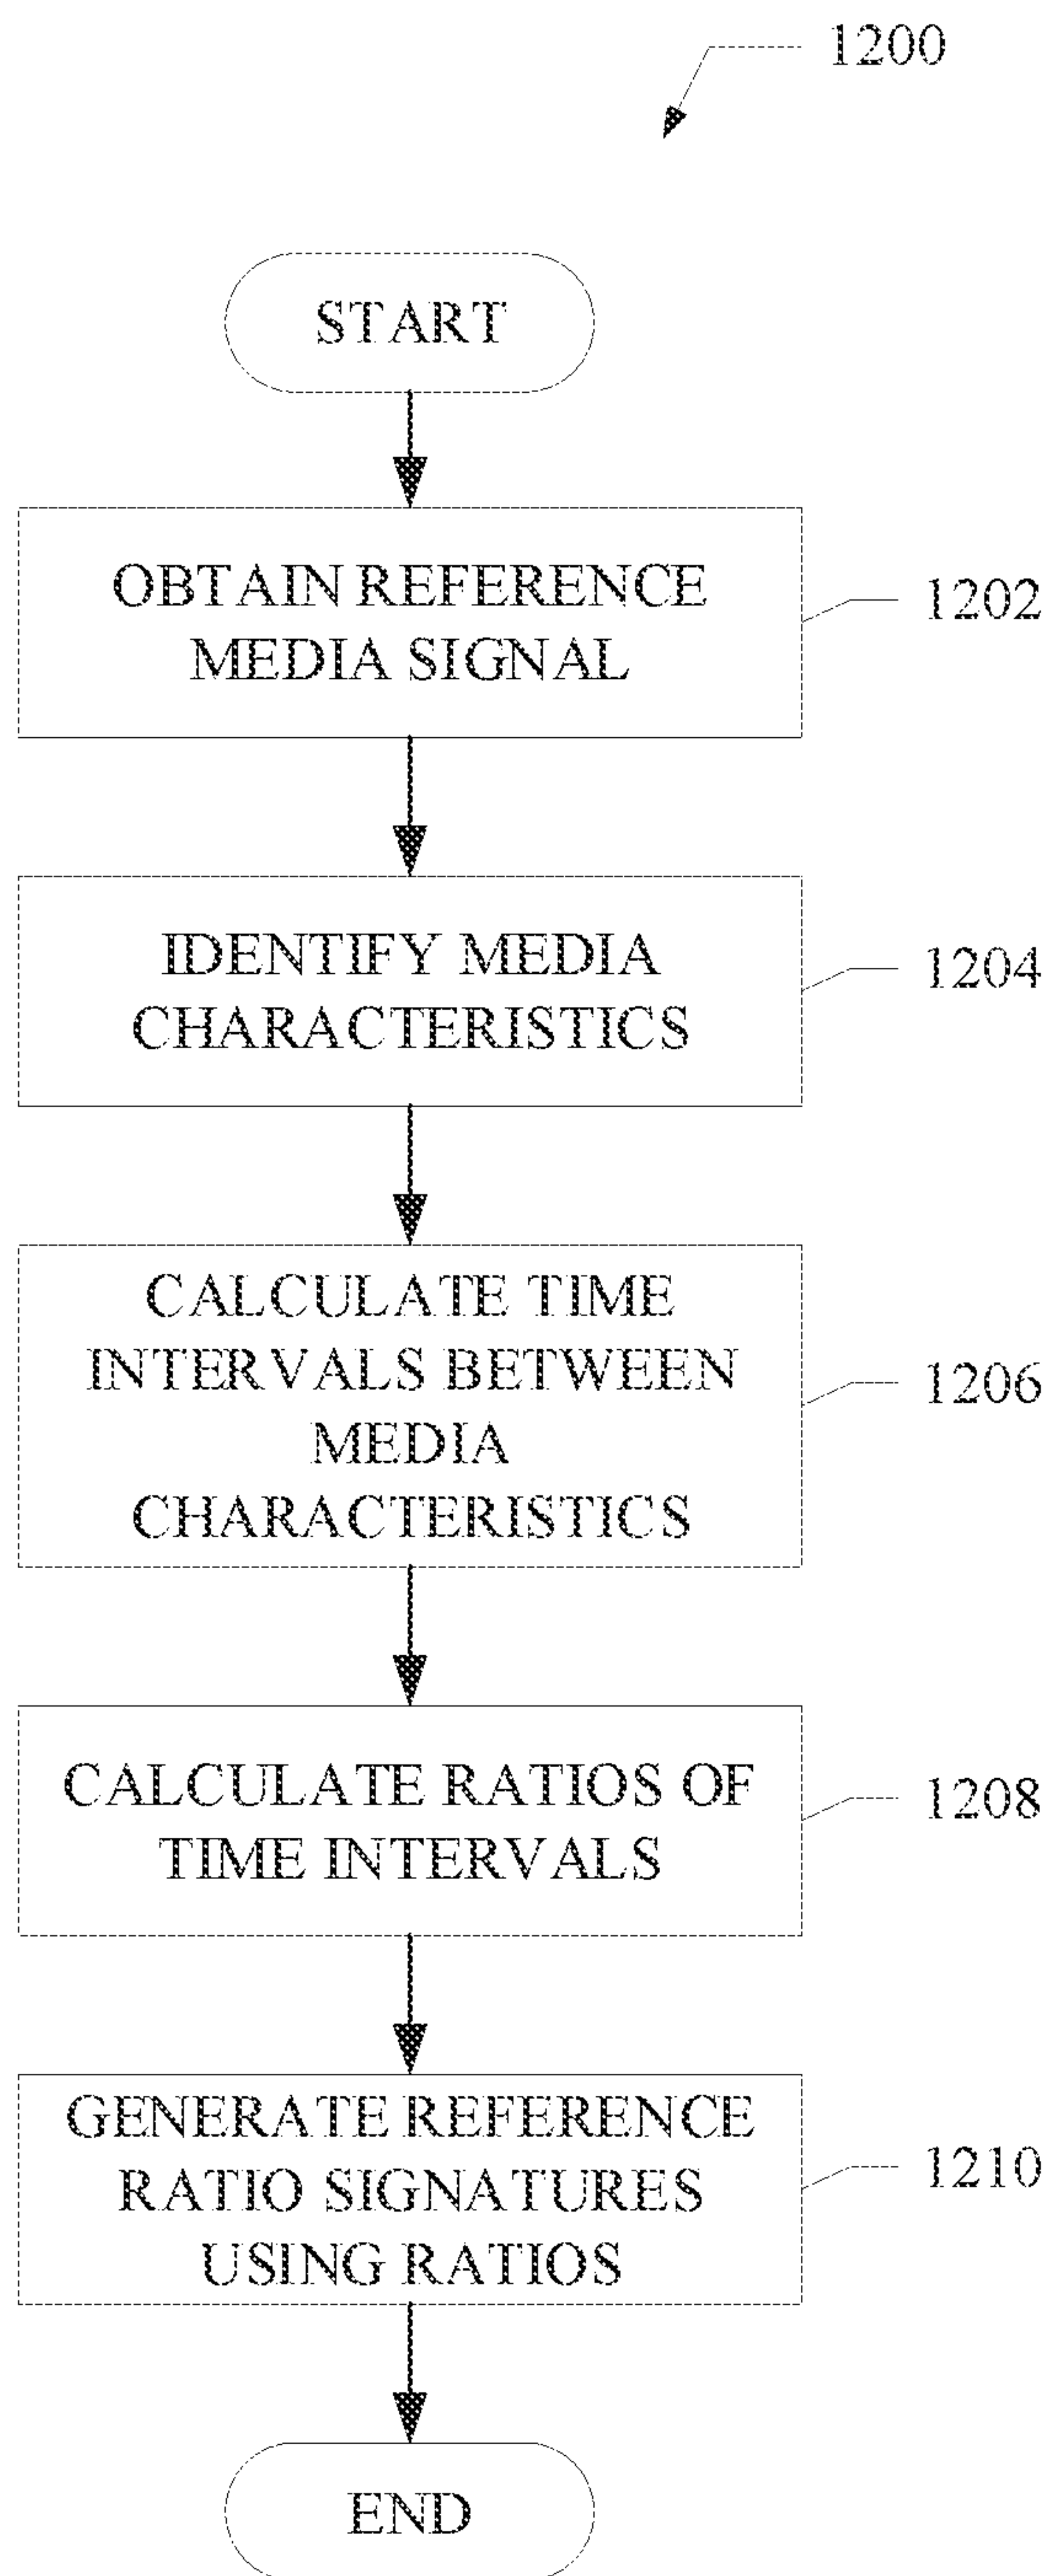 1200
START
OBTAIN REFERENCE
MEDIA SIGNAL
1202
IDENTIFY MEDIA
CHARACTERISTICS
1204
CALCULATE TIME
INTERVALS BETWEEN
MEDIA
CHARACTERISTICS
1206
CALCULATE RATIOS OF
TIME INTERVALS
1208
GENERATE REFERENCE
RATIO SIGNATURES
USING RATIOS
1210
END